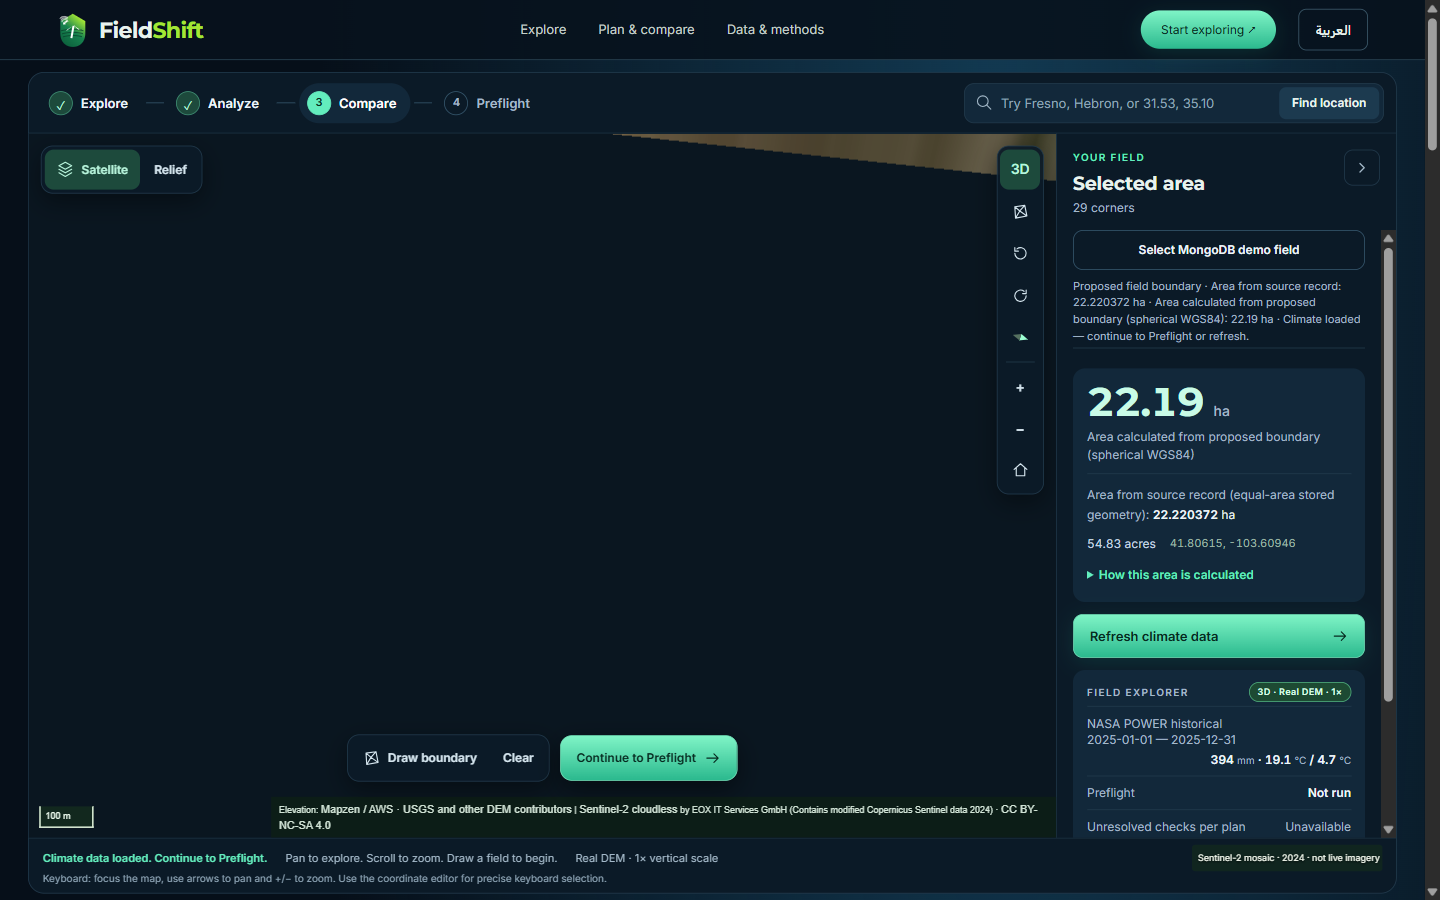 FieldShift
Explore
Plan & compare
Data & methods
Start exploring ↗
العربية
✓ Explore
✓ Analyze
3 Compare
4 Preflight
Try Fresno, Hebron, or 31.53, 35.10
Find location
Satellite
Relief
3D
+
−
YOUR FIELD
Selected area
29 corners
Select MongoDB demo field
Proposed field boundary · Area from source record:
22.220372 ha · Area calculated from proposed
boundary (spherical WGS84): 22.19 ha · Climate loaded
— continue to Preflight or refresh.
22.19 ha
Area calculated from proposed boundary
(spherical WGS84)
Area from source record (equal-area stored
geometry): 22.220372 ha
54.83 acres 41.80615, -103.60946
How this area is calculated
Refresh climate data →
FIELD EXPLORER
3D · Real DEM · 1×
NASA POWER historical
2025-01-01 — 2025-12-31
394 mm · 19.1 °C / 4.7 °C
Preflight Not run
Unresolved checks per plan Unavailable
Draw boundary
Clear
Continue to Preflight →
100 m
Elevation: Mapzen / AWS · USGS and other DEM contributors | Sentinel-2 cloudless by EOX IT Services GmbH (Contains modified Copernicus Sentinel data 2024) · CC BY-
NC-SA 4.0
Climate data loaded. Continue to Preflight.
Pan to explore. Scroll to zoom. Draw a field to begin.
Real DEM · 1× vertical scale
Sentinel-2 mosaic · 2024 · not live imagery
Keyboard: focus the map, use arrows to pan and +/− to zoom. Use the coordinate editor for precise keyboard selection.